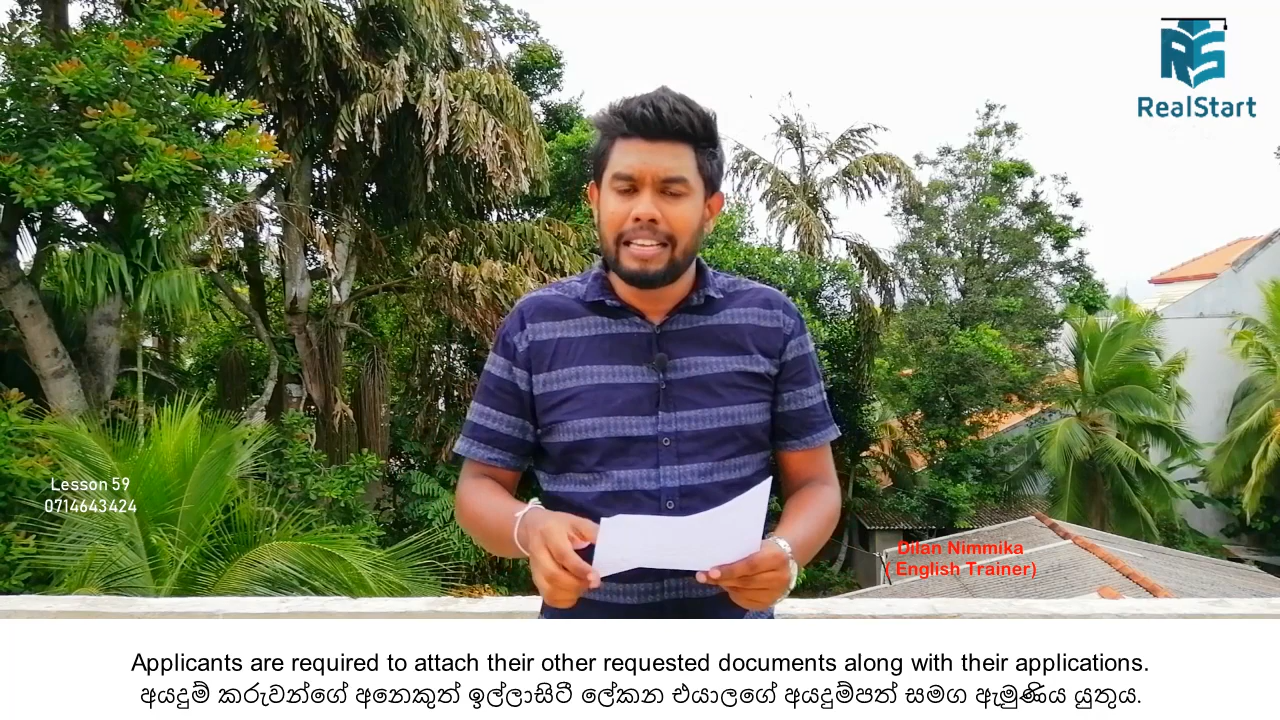 RS
RealStart
Lesson 59
0714643424
Dilan Nimmika
( English Trainer)
Applicants are required to attach their other requested documents along with their applications.
අයදුම් කරුවන්ගේ අනෙකුත් ඉල්ලාසිටී ලේකන එයාලගේ අයදුම්පත් සමග ඇමුණිය යුතුය.